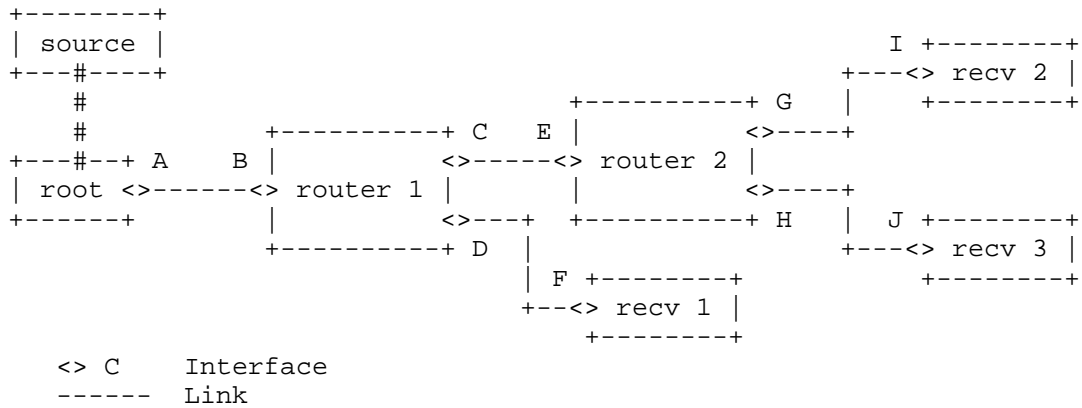 +--------+
| source |                                                 I +--------+
+---#----+                                             +---<> recv 2 |
    #                                +----------+ G    |     +--------+
    #            +----------+ C   E |           <>----+
+---#--+ A    B |           <>-----<> router 2 |
| root <>------<> router 1 |        |           <>----+
+------+        |           <>---+  +----------+ H    |   J +--------+
                 +----------+ D  |                     +---<> recv 3 |
                                 | F +--------+              +--------+
                                 +--<> recv 1 |
                                     +--------+
   <> C     Interface
   ------   Link